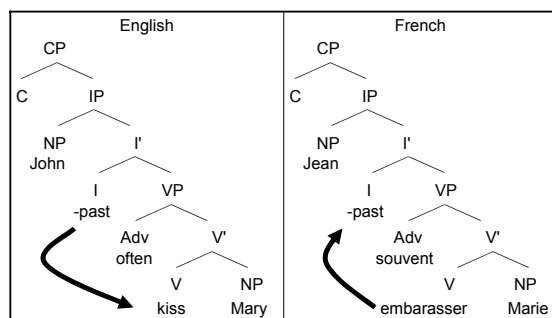 English
CP
C IP
NP I'
John
I VP
-past
Adv V'
often
V NP
kiss Mary
French
CP
C IP
NP I'
Jean
I VP
-past
Adv V'
souvent
V NP
embarasser Marie